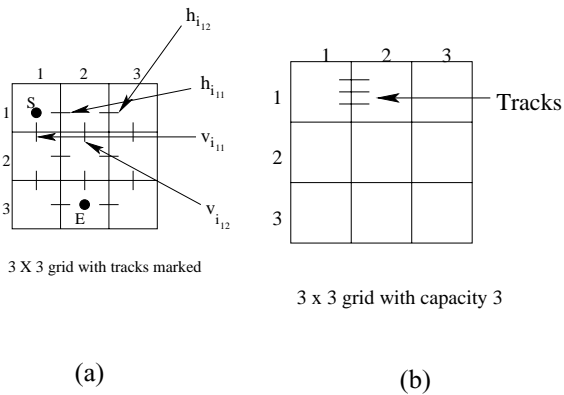 h_{i_{12}}
1 2 3
h_{i_{11}}
S
1
v_{i_{11}}
2
3
E
v_{i_{12}}
3 X 3 grid with tracks marked
(a)
1 2 3
1
Tracks
2
3
3 x 3 grid with capacity 3
(b)